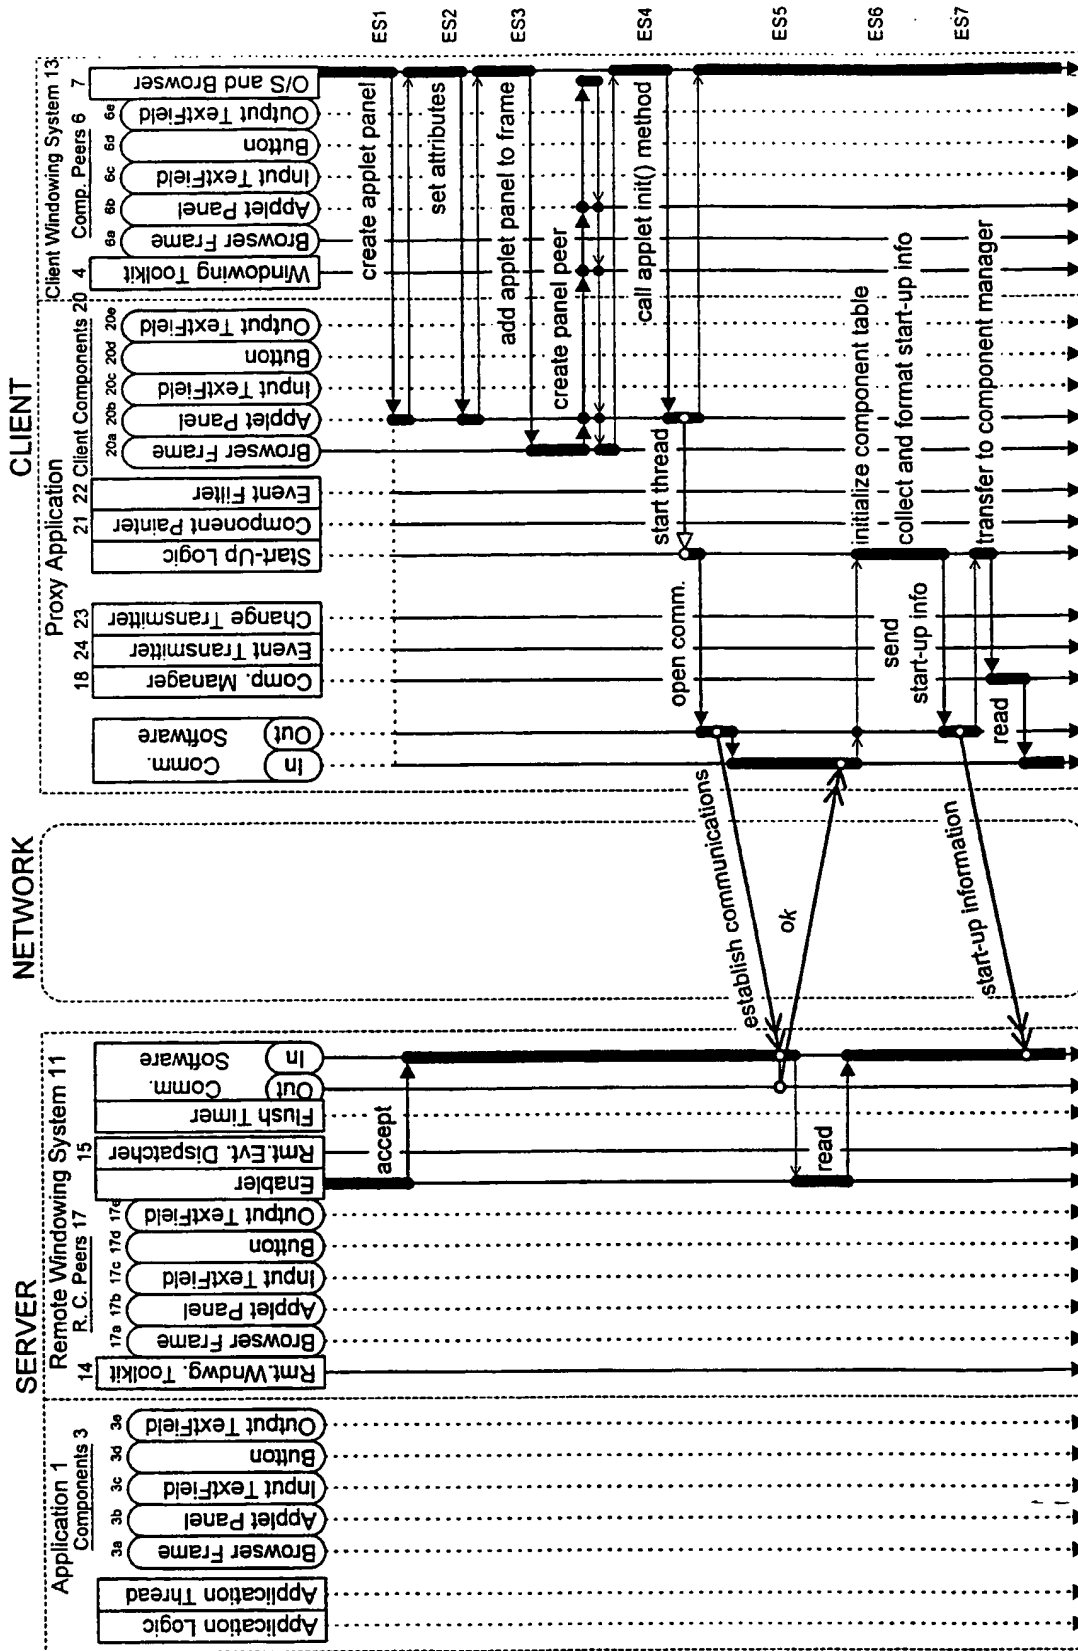 SERVER
NETWORK
CLIENT
Application 1
Components 3
3a
3b
3c
3d
3e
Application Logic
Application Thread
Browser Frame
Applet Panel
Input TextField
Button
Output TextField
Remote Windowing System 11
14
R. C. Peers 17
17a
17b
17c
17d
17e
15
Rmt.Wndwg. Toolkit
Browser Frame
Applet Panel
Input TextField
Button
Output TextField
Enabler
Rmt.Evt. Dispatcher
Flush Timer
Comm.
Software
Out
In
Proxy Application
18
24
23
21
22
Client Components 20
20a
20b
20c
20d
20e
Comm.
Software
In
Out
Comp. Manager
Event Transmitter
Change Transmitter
Start-Up Logic
Component Painter
Event Filter
Browser Frame
Applet Panel
Input TextField
Button
Output TextField
Client Windowing System 13
4
Comp. Peers 6
6a
6b
6c
6d
6e
7
Windowing Toolkit
Browser Frame
Applet Panel
Input TextField
Button
Output TextField
O/S and Browser
create applet panel
ES1
accept
set attributes
ES2
add applet panel to frame
ES3
create panel peer
call applet init() method
ES4
start thread
open comm.
establish communications
ok
ES5
read
initialize component table
collect and format start-up info
ES6
send
start-up info
transfer to component manager
ES7
start-up information
read